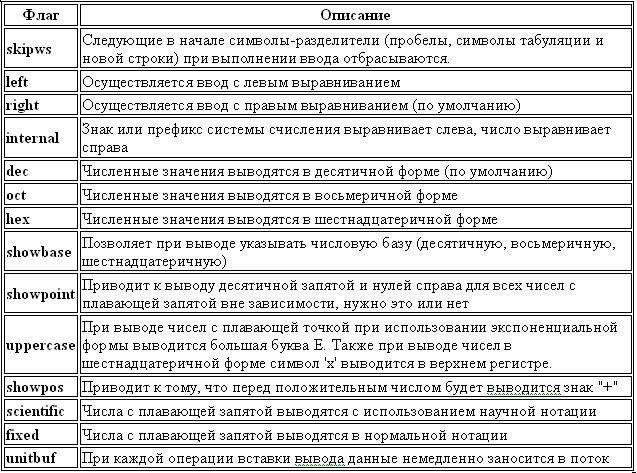 Флаг Описание
skipws Следующие в начале символы-разделители (пробелы, символы табуляции и
новой строки) при выполнении ввода отбрасываются.
left Осуществляется ввод с левым выравниванием
right Осуществляется ввод с правым выравниванием (по умолчанию)
internal Знак или префикс системы счисления выравнивает слева, число выравнивает
справа
dec Численные значения выводятся в десятичной форме (по умолчанию)
oct Численные значения выводятся в восьмеричной форме
hex Численные значения выводятся в шестнадцатеричной форме
showbase Позволяет при выводе указывать числовую базу (десятичную, восьмеричную,
шестнадцатеричную)
showpoint Приводит к выводу десятичной запятой и нулей справа для всех чисел с
плавающей запятой вне зависимости, нужно это или нет
При выводе чисел с плавающей точкой при использовании экспоненциальной
uppercase формы выводится большая буква E. Также при выводе чисел в
шестнадцатеричной форме символ 'x' выводится в верхнем регистре.
showpos Приводит к тому, что перед положительным числом будет выводится знак "+"
scientific Числа с плавающей запятой выводятся с использованием научной нотации
fixed Числа с плавающей запятой выводятся в нормальной нотации
unitbuf При каждой операции вставки вывода данные немедленно заносится в поток